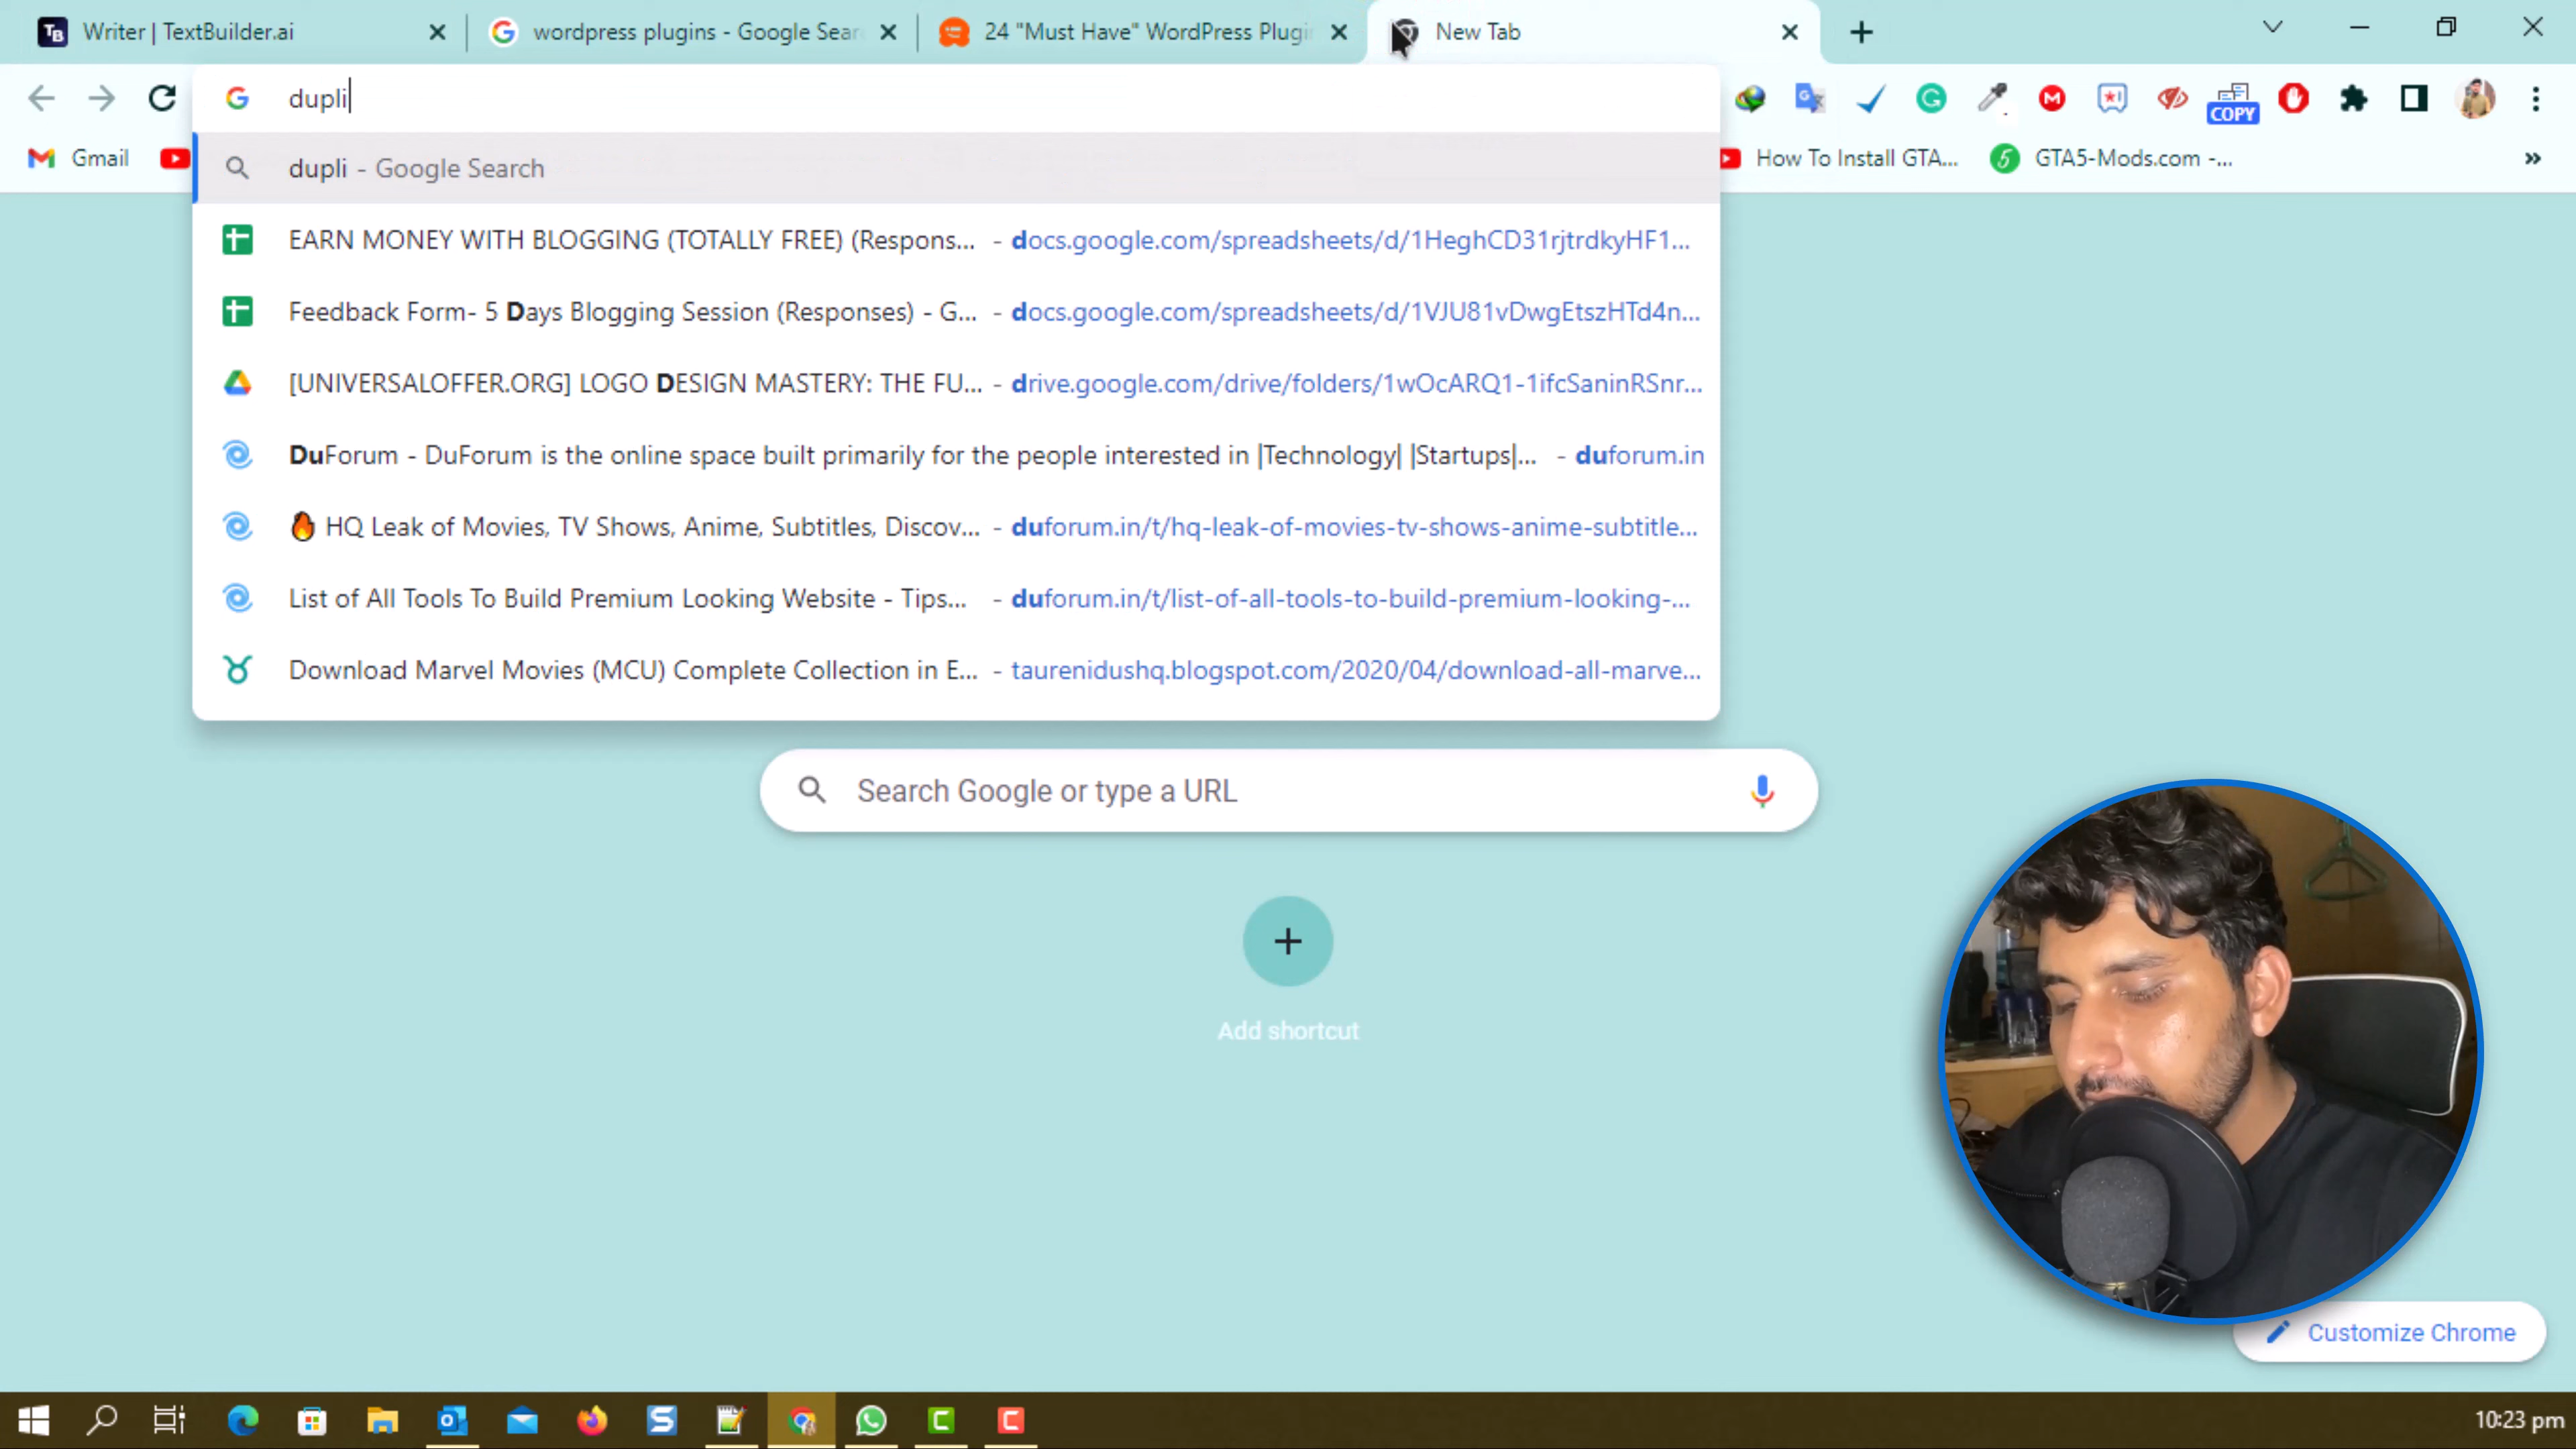 TB Writer | TextBuilder.ai
wordpress plugins - Google Sear
24 "Must Have" WordPress Plugi
New Tab
dupli
COPY
Gmail
How To Install GTA...
GTA5-Mods.com -...
dupli - Google Search
EARN MONEY WITH BLOGGING (TOTALLY FREE) (Respons... - docs.google.com/spreadsheets/d/1HeghCD31rjtrdkyHF1...
Feedback Form- 5 Days Blogging Session (Responses) - G... - docs.google.com/spreadsheets/d/1VJU81vDwgEtszHTd4n...
[UNIVERSALOFFER.ORG] LOGO DESIGN MASTERY: THE FU... - drive.google.com/drive/folders/1wOcARQ1-1ifcSaninRSnr...
DuForum - DuForum is the online space built primarily for the people interested in |Technology| |Startups|... - duforum.in
HQ Leak of Movies, TV Shows, Anime, Subtitles, Discov... - duforum.in/t/hq-leak-of-movies-tv-shows-anime-subtitle...
List of All Tools To Build Premium Looking Website - Tips... - duforum.in/t/list-of-all-tools-to-build-premium-looking-...
Download Marvel Movies (MCU) Complete Collection in E... - taurenidushq.blogspot.com/2020/04/download-all-marve...
Search Google or type a URL
Add shortcut
Customize Chrome
10:23 pm